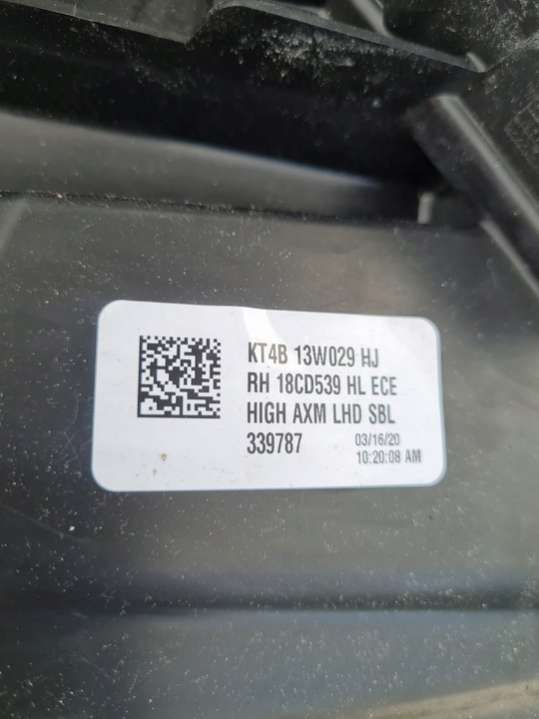 KT4B 13W029 HJ
RH 18CD539 HL ECE
HIGH AXM LHD SBL
339787
03/16/20
10:20:08 AM